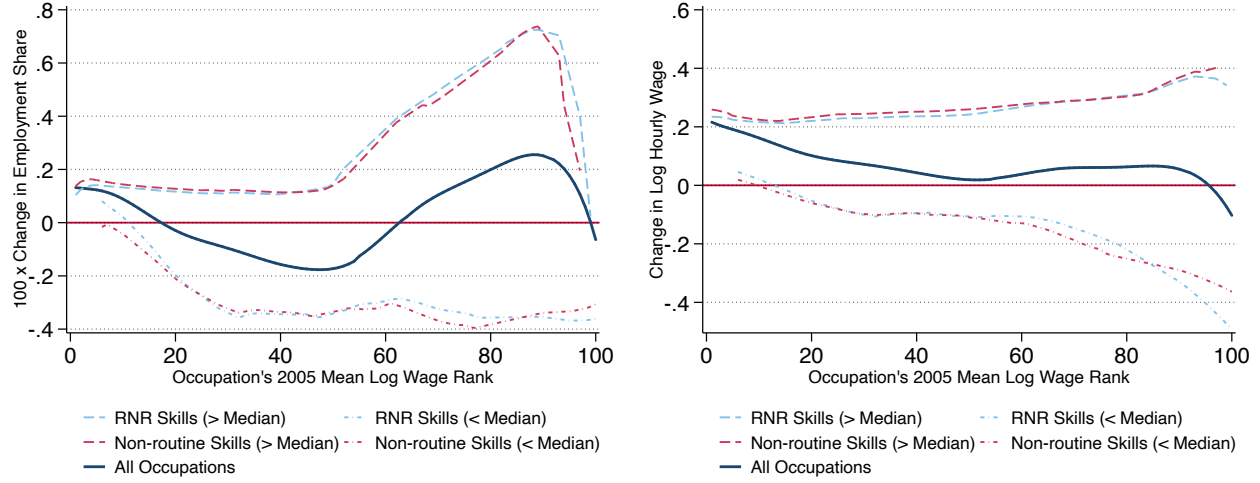 100 x Change in Employment Share
.8
.6
.4
.2
0
-.2
-.4
0 20 40 60 80 100
Occupation's 2005 Mean Log Wage Rank
RNR Skills (> Median) RNR Skills (< Median)
Non-routine Skills (> Median) Non-routine Skills (< Median)
All Occupations
Change in Log Hourly Wage
.6
.4
.2
0
-.2
-.4
0 20 40 60 80 100
Occupation's 2005 Mean Log Wage Rank
RNR Skills (> Median) RNR Skills (< Median)
Non-routine Skills (> Median) Non-routine Skills (< Median)
All Occupations